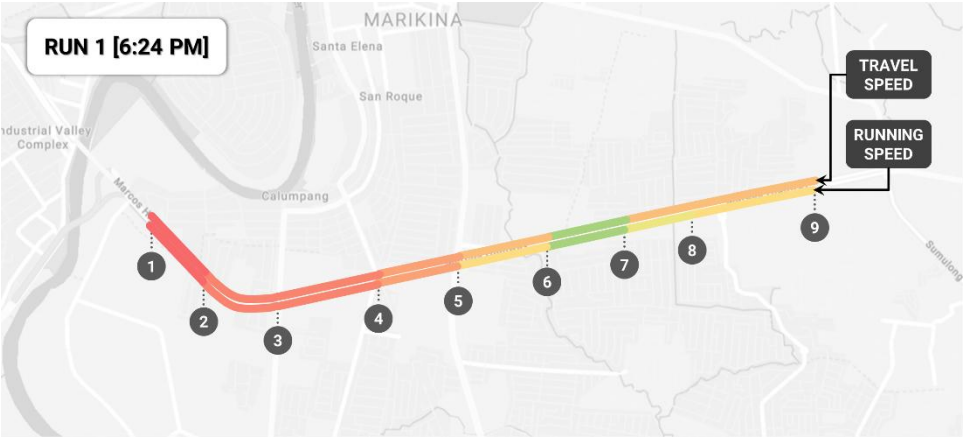 RUN 1 [6:24 PM]
MARIKINA
Santa Elena
San Roque
ndustrial Valley
Complex
Calumpang
Marcos H
TRAVEL
SPEED
RUNNING
SPEED
Sumulong
1
2
3
4
5
6
7
8
9